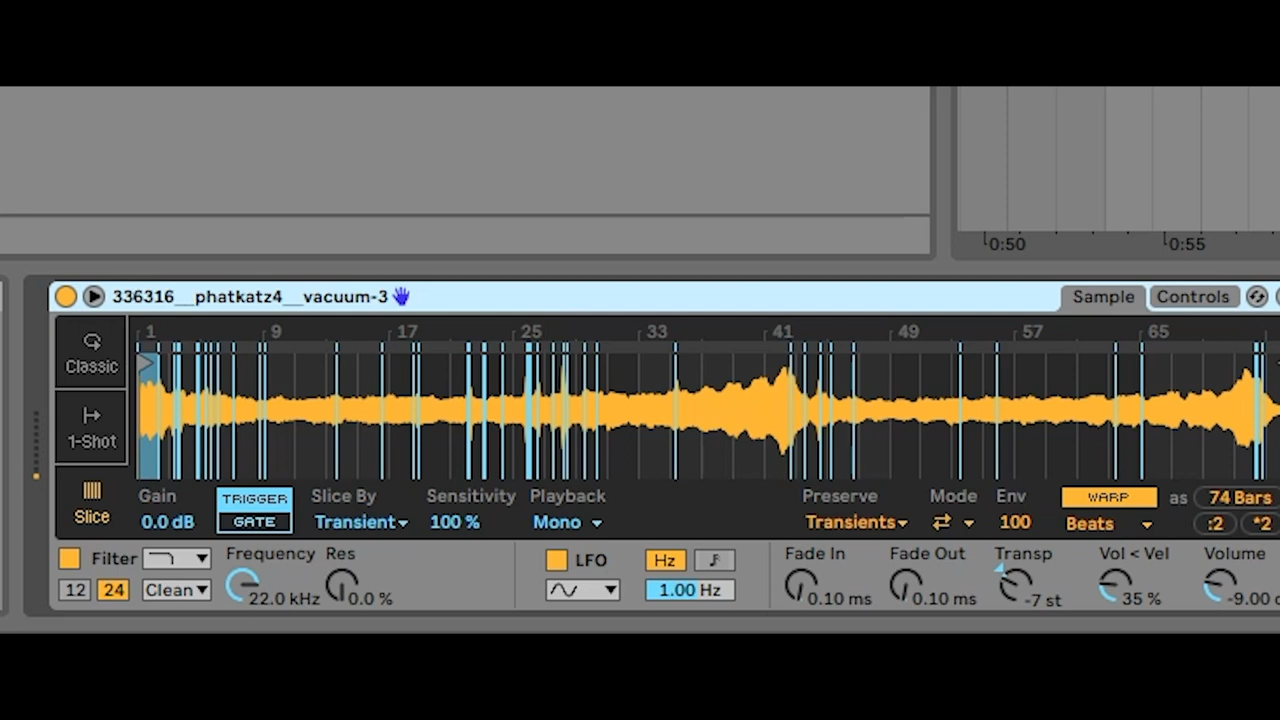 0:50 0:55
336316__phatkatz4__vacuum-3 Sample Controls
1 9 17 25 33 41 49 57 65
Classic
1-Shot
Slice
Gain TRIGGER Slice By Sensitivity Playback Preserve Mode Env WARP as 74 Bars
0.0 dB GATE Transient 100 % Mono Transients 100 Beats :2 *2
Filter Frequency Res LFO Hz Fade In Fade Out Transp Vol < Vel Volume
12 24 Clean 22.0 kHz 0.0 % 1.00 Hz 0.10 ms 0.10 ms -7 st 35 % -9.00